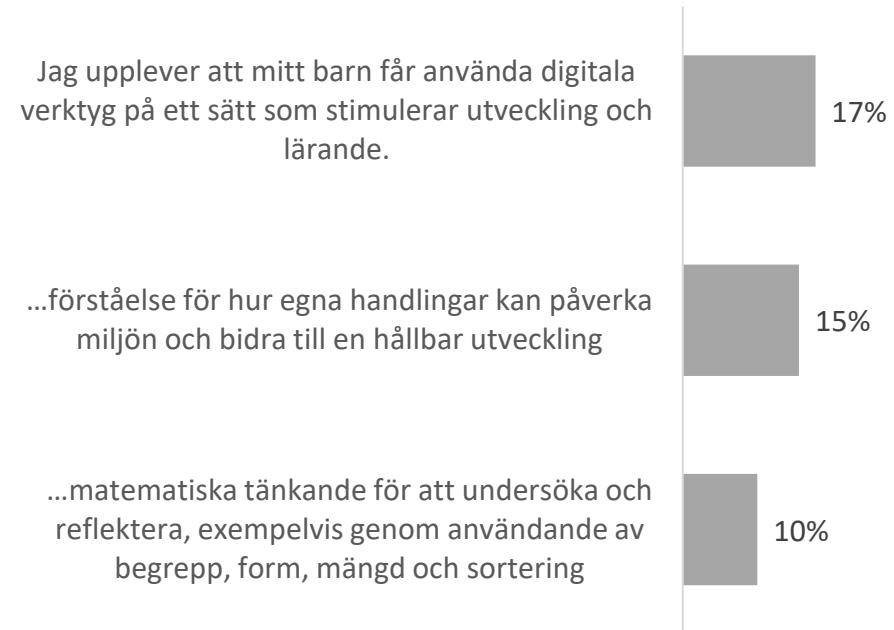 Jag upplever att mitt barn får använda digitala
verktyg på ett sätt som stimulerar utveckling och
lärande.
17%
...förståelse för hur egna handlingar kan påverka
miljön och bidra till en hållbar utveckling
15%
...matematiska tänkande för att undersöka och
reflektera, exempelvis genom användande av
begrepp, form, mängd och sortering
10%